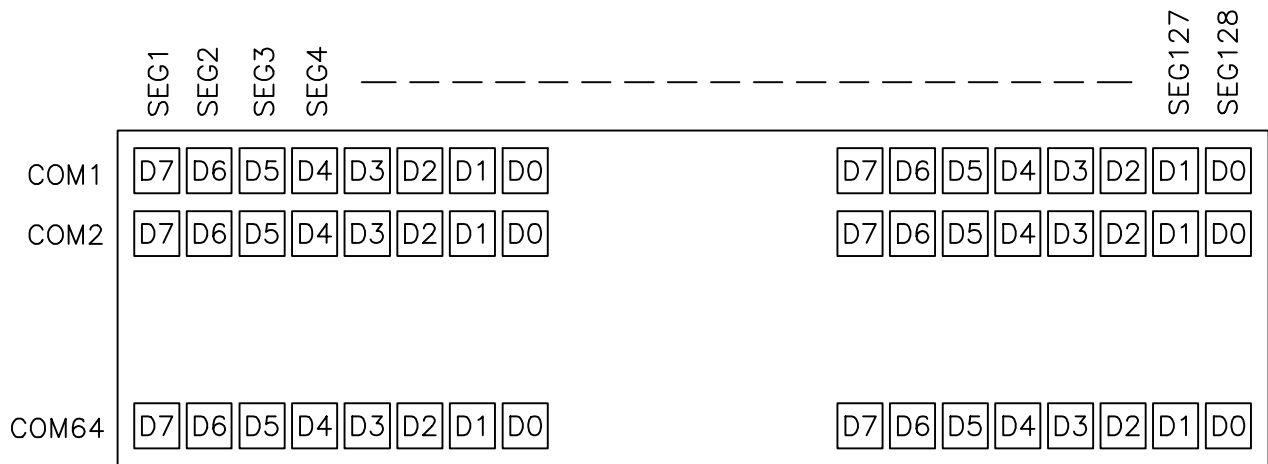 SEG1 SEG2 SEG3 SEG4 SEG127 SEG128
COM1 D7 D6 D5 D4 D3 D2 D1 D0 D7 D6 D5 D4 D3 D2 D1 D0
COM2 D7 D6 D5 D4 D3 D2 D1 D0 D7 D6 D5 D4 D3 D2 D1 D0
COM64 D7 D6 D5 D4 D3 D2 D1 D0 D7 D6 D5 D4 D3 D2 D1 D0